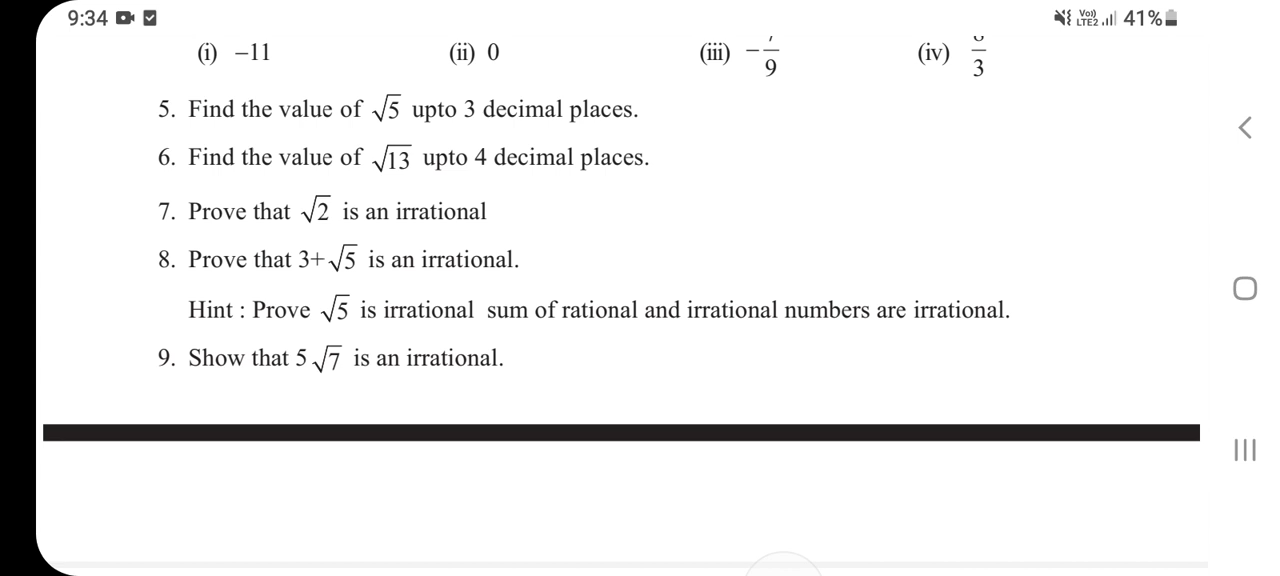 9:34 Vo)) LTE2 41%
(i) –11 (ii) 0 (iii) (iv)
5. Find the value of √5 upto 3 decimal places.
6. Find the value of √13 upto 4 decimal places.
7. Prove that √2 is an irrational
8. Prove that 3+√5 is an irrational.
Hint : Prove √5 is irrational sum of rational and irrational numbers are irrational.
9. Show that 5√7 is an irrational.